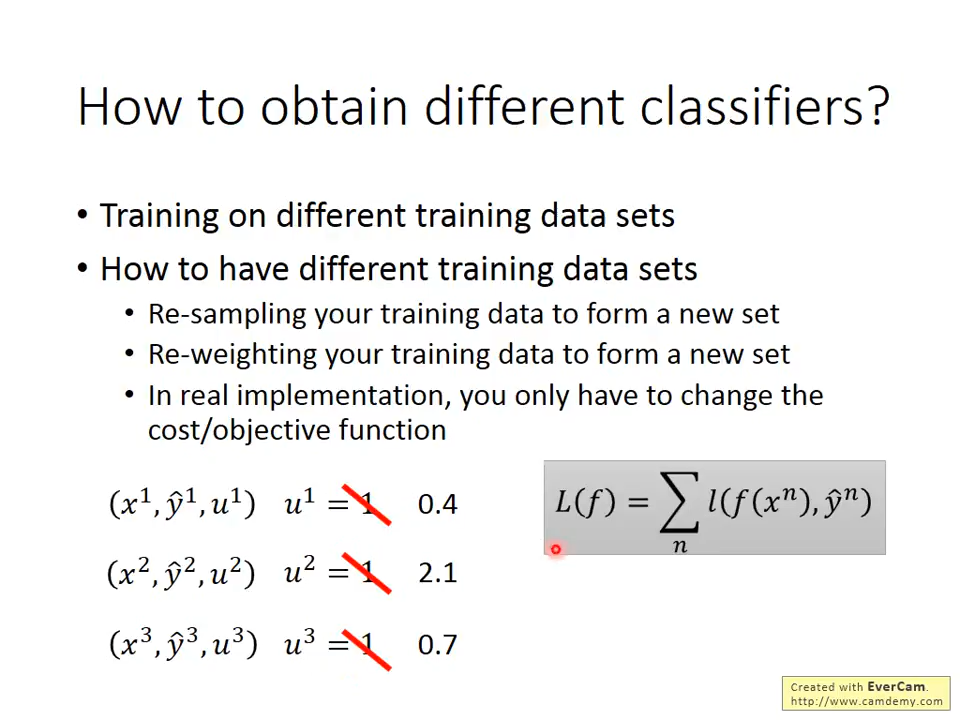 How to obtain different classifiers?
• Training on different training data sets
• How to have different training data sets
• Re-sampling your training data to form a new set
• Re-weighting your training data to form a new set
• In real implementation, you only have to change the
cost/objective function
(x¹, ŷ¹, u¹) u¹ = 1 0.4
(x², ŷ², u²) u² = 1 2.1
(x³, ŷ³, u³) u³ = 1 0.7
L(f) = ∑ₙ l(f(xⁿ), ŷⁿ)
Created with EverCam.
http://www.camdemy.com